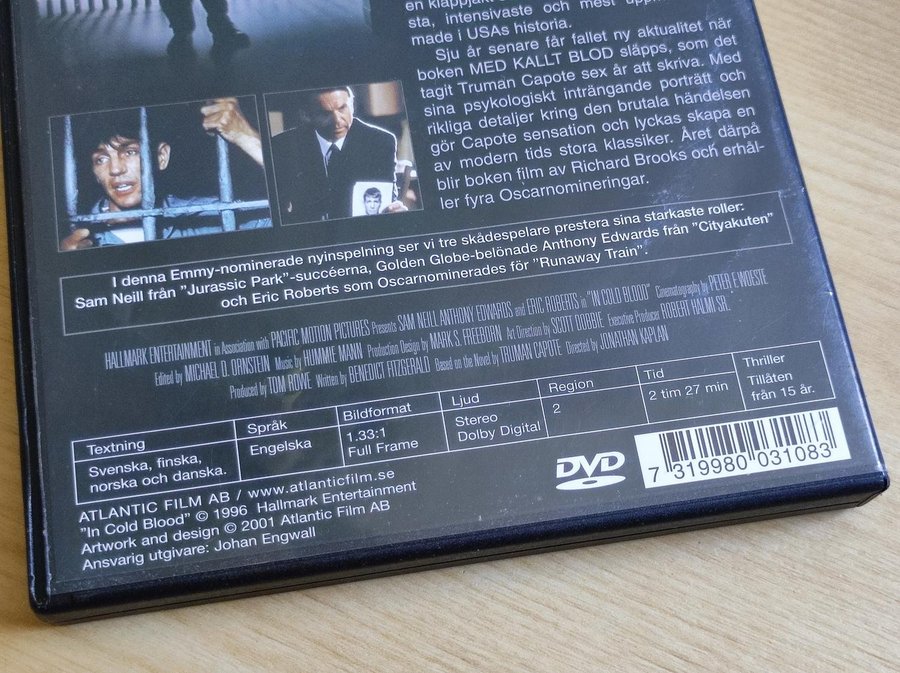 en klappjakt
sta, intensivaste och mest
made i USAs historia.
Sju år senare får fallet ny aktualitet när
boken MED KALLT BLOD släpps, som det
tagit Truman Capote sex år att skriva. Med
sina psykologiskt inträngande porträtt och
rikliga detaljer kring den brutala händelsen
gör Capote sensation och lyckas skapa en
av modern tids stora klassiker. Året därpå
blir boken film av Richard Brooks och erhål-
ler fyra Oscarnomineringar.
I denna Emmy-nominerade nyinspelning ser vi tre skådespelare prestera sina starkaste roller:
Sam Neill från "Jurassic Park"-succéerna, Golden Globe-belönade Anthony Edwards från "Cityakuten"
och Eric Roberts som Oscarnominerades för "Runaway Train".
HALLMARK ENTERTAINMENT in Association with PACIFIC MOTION PICTURES Presents SAM NEILL ANTHONY EDWARDS and ERIC ROBERTS in "IN COLD BLOOD" Cinematography by PETER F WOESTE
Edited by MICHAEL D. ORNSTEIN Music by HUMMIE MANN Production Design by MARK S. FREEBORN Art Direction by SCOTT DOBBIE Executive Producer ROBERT HALMI SR.
Produced by TOM ROWE Written by BENEDICT FITZGERALD Based on the Novel by TRUMAN CAPOTE Directed by JONATHAN KAPLAN
Textning Språk Bildformat Ljud Region Tid Thriller
Svenska, finska, Engelska 1.33:1 Stereo 2 2 tim 27 min Tillåten
norska och danska. Full Frame Dolby Digital från 15 år.
ATLANTIC FILM AB / www.atlanticfilm.se
"In Cold Blood" © 1996 Hallmark Entertainment
Artwork and design © 2001 Atlantic Film AB
Ansvarig utgivare: Johan Engwall
DVD
7 319980 031083